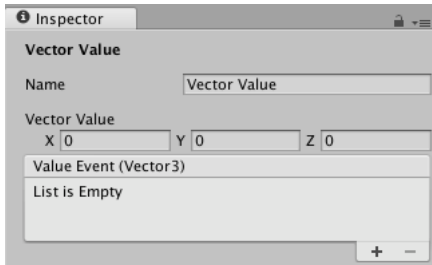 Inspector
Vector Value
Name Vector Value
Vector Value
X 0 Y 0 Z 0
Value Event (Vector3)
List is Empty
+ −